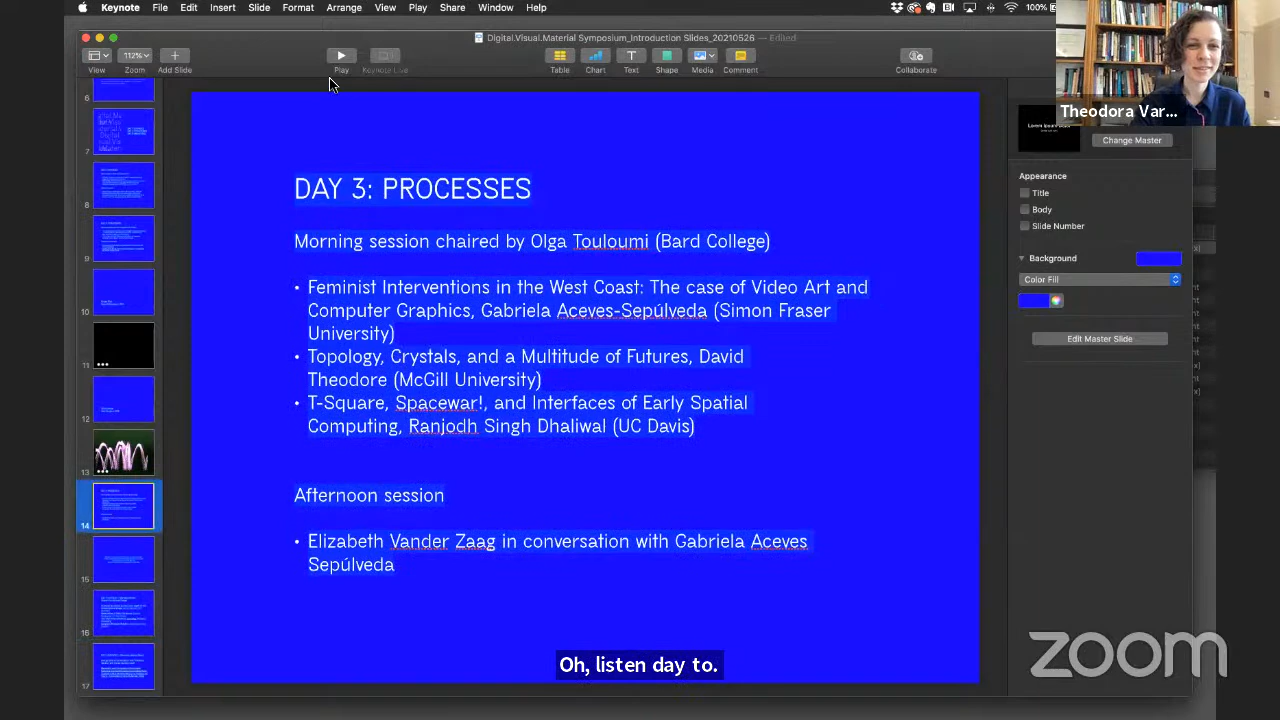 Keynote File Edit Insert Slide Format Arrange View Play Share Window Help
100%
Digital.Visual.Material Symposium_Introduction Slides_20210526 — Edited
112%
View Zoom Add Slide Play Keynote Live Table Chart Text Shape Media Comment Collaborate
Theodora Var...
Change Master
Appearance
Title
Body
Slide Number
Background
Color Fill
Edit Master Slide
6
7
8
9
10
11
12
13
14
15
16
17
DAY 3: PROCESSES
Morning session chaired by Olga Touloumi (Bard College)
• Feminist Interventions in the West Coast: The case of Video Art and
Computer Graphics, Gabriela Aceves-Sepúlveda (Simon Fraser
University)
• Topology, Crystals, and a Multitude of Futures, David
Theodore (McGill University)
• T-Square, Spacewar!, and Interfaces of Early Spatial
Computing, Ranjodh Singh Dhaliwal (UC Davis)
Afternoon session
• Elizabeth Vander Zaag in conversation with Gabriela Aceves
Sepúlveda
Oh, listen day to.
zoom